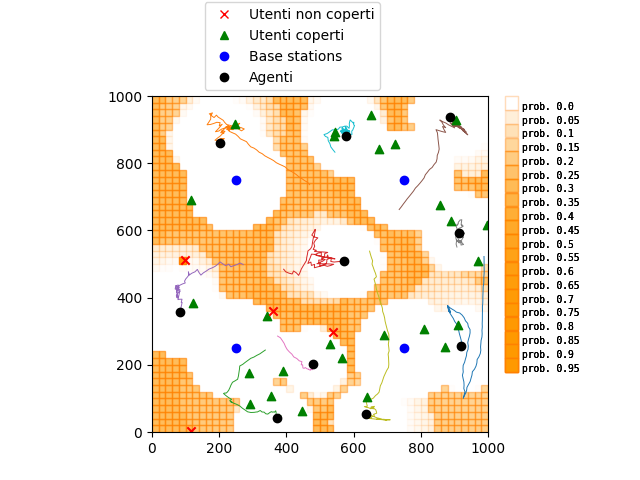 Utenti non coperti
Utenti coperti
Base stations
Agenti
1000
800
600
400
200
0
0 200 400 600 800 1000
prob. 0.0
prob. 0.05
prob. 0.1
prob. 0.15
prob. 0.2
prob. 0.25
prob. 0.3
prob. 0.35
prob. 0.4
prob. 0.45
prob. 0.5
prob. 0.55
prob. 0.6
prob. 0.65
prob. 0.7
prob. 0.75
prob. 0.8
prob. 0.85
prob. 0.9
prob. 0.95